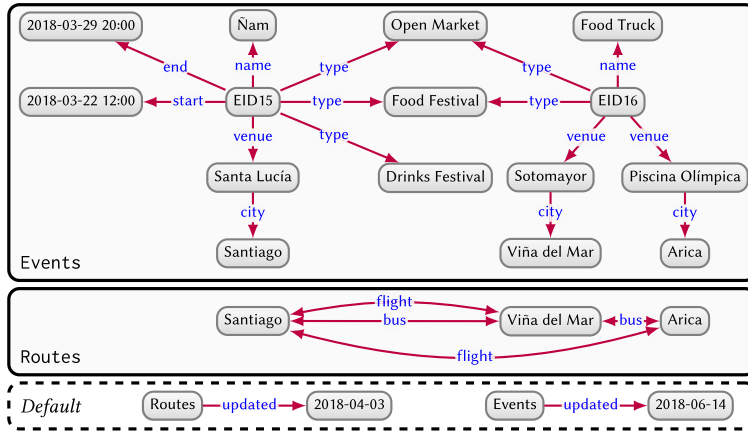 2018-03-29 20:00
Ñam
Open Market
Food Truck
end
name
type
type
name
2018-03-22 12:00
start
EID15
type
Food Festival
type
EID16
venue
type
venue
venue
Santa Lucía
Drinks Festival
Sotomayor
Piscina Olímpica
city
city
city
Santiago
Viña del Mar
Arica
Events
flight
Santiago
bus
Viña del Mar
bus
Arica
flight
Routes
Default
Routes
updated
2018-04-03
Events
updated
2018-06-14